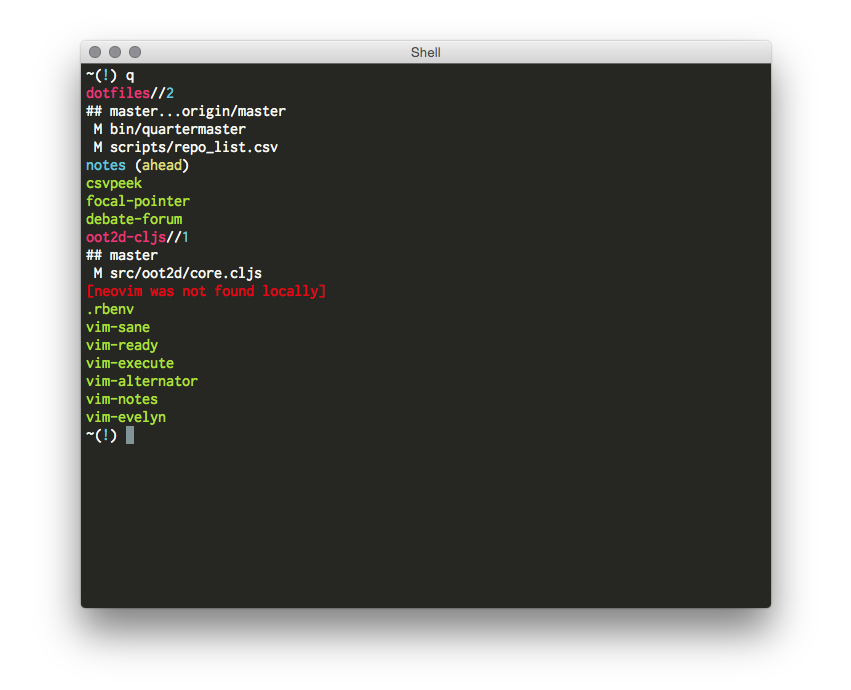 Shell
~(!) q
dotfiles//2
## master...origin/master
 M bin/quartermaster
 M scripts/repo_list.csv
notes (ahead)
csvpeek
focal-pointer
debate-forum
oot2d-cljs//1
## master
 M src/oot2d/core.cljs
[neovim was not found locally]
.rbenv
vim-sane
vim-ready
vim-execute
vim-alternator
vim-notes
vim-evelyn
~(!)